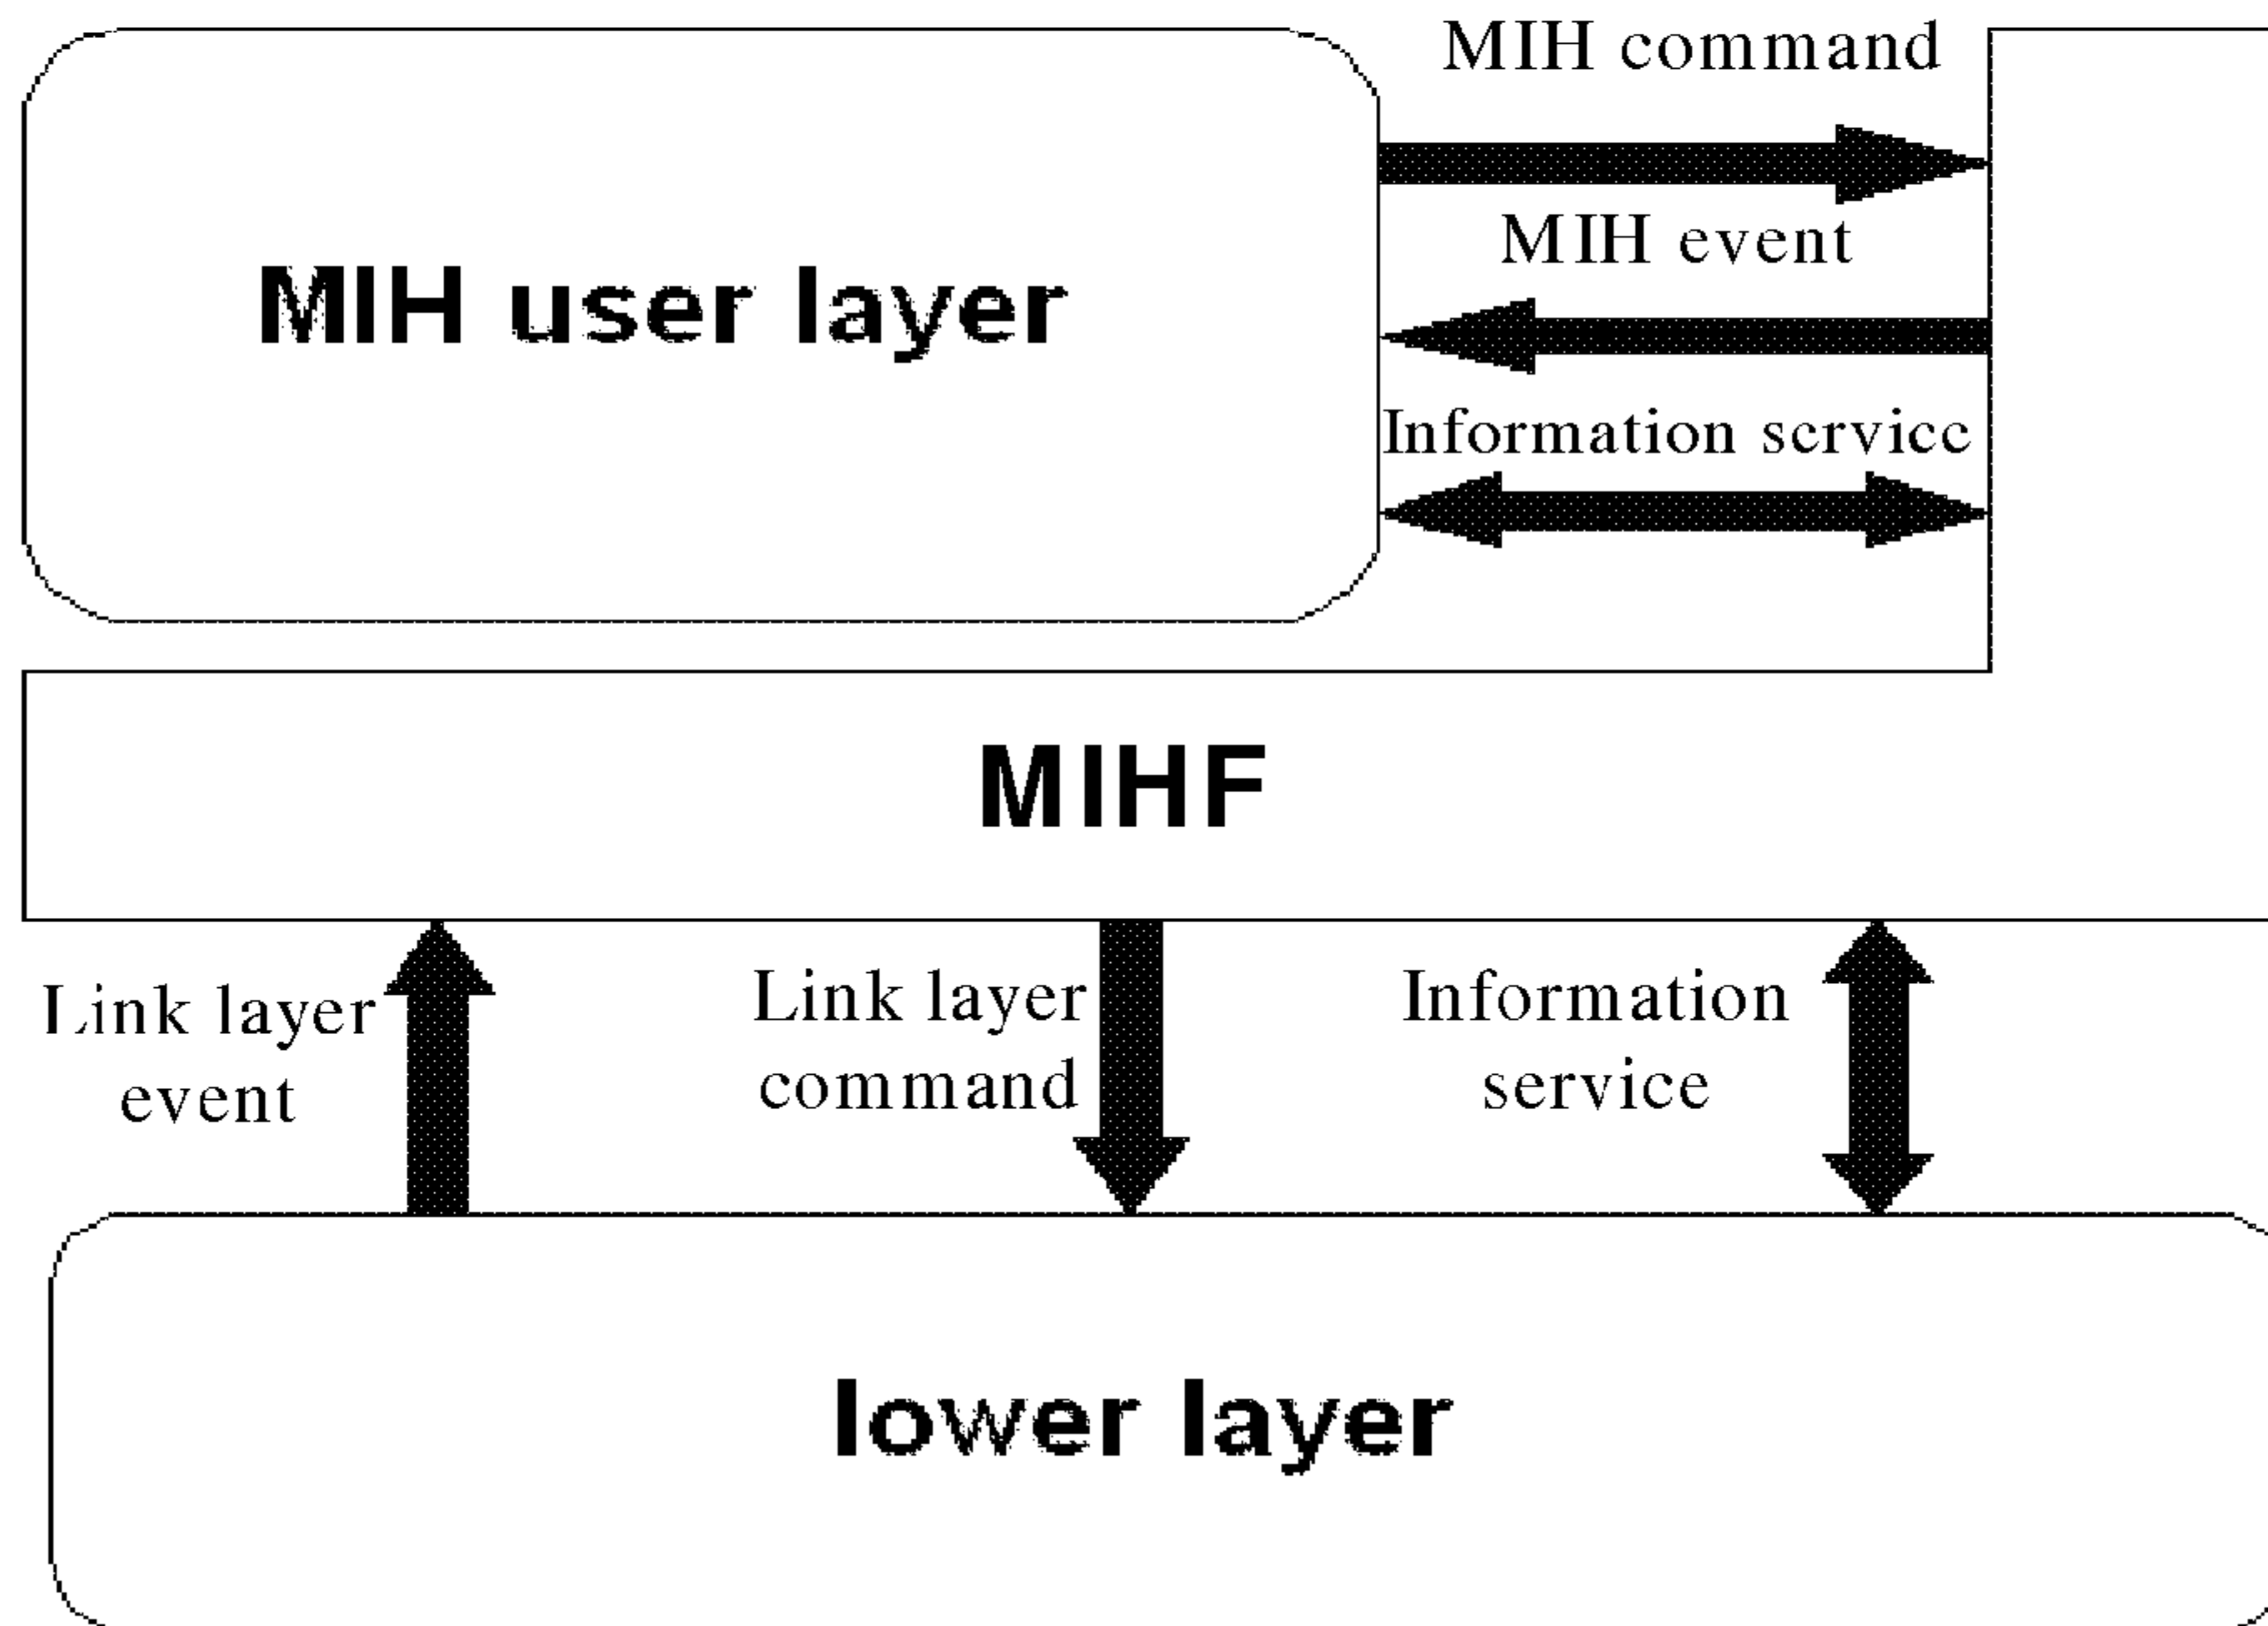 MIH command
MIH event
MIH user layer
Information service
MIHF
Link layer
event
Link layer
command
Information
service
lower layer